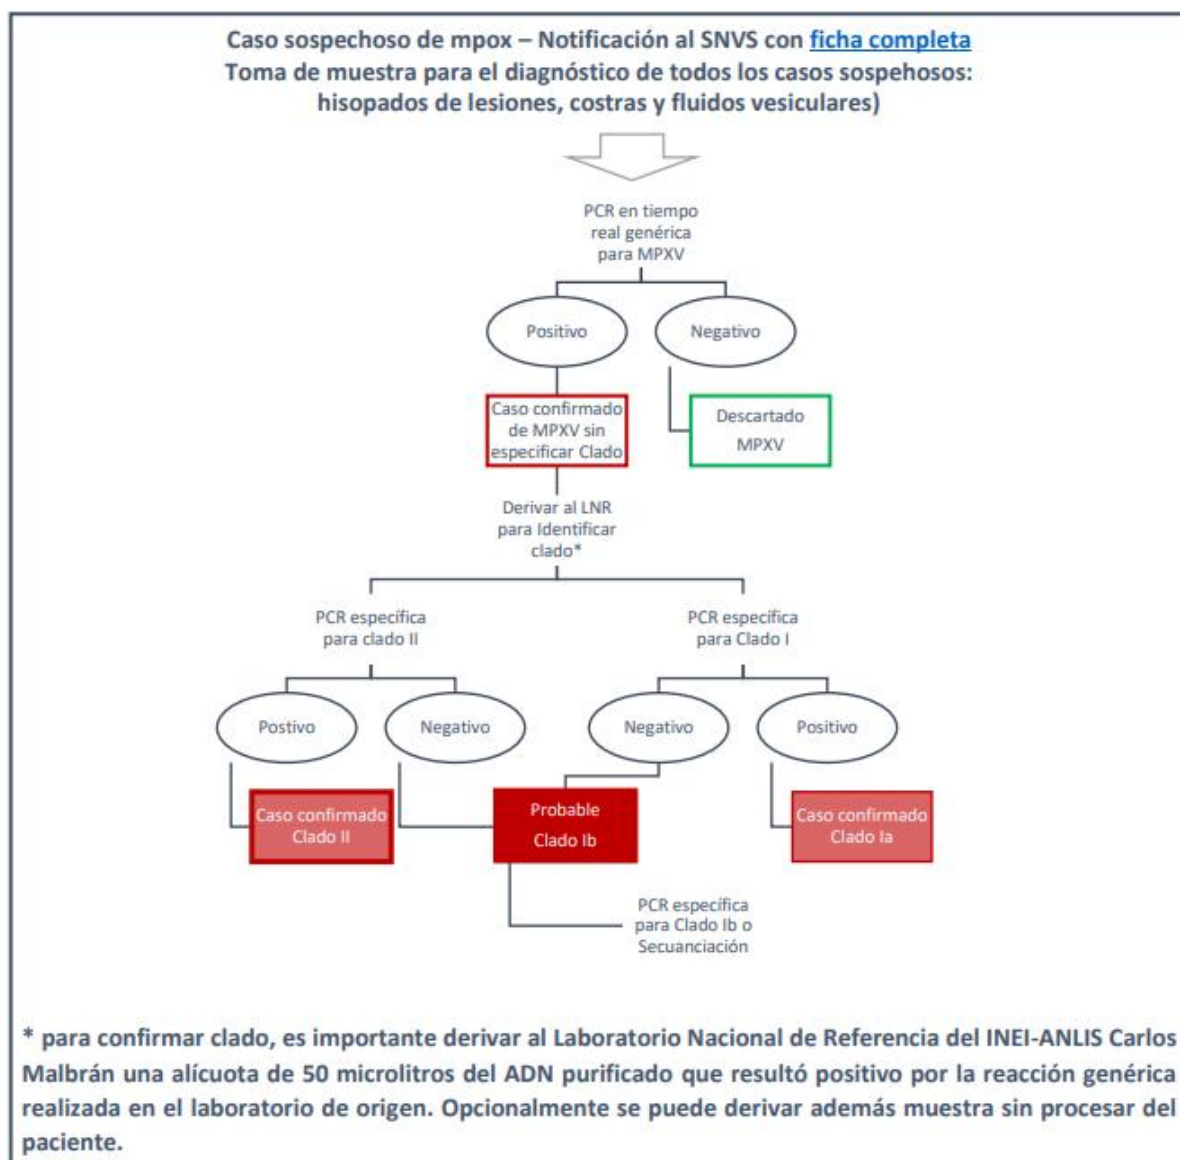 Caso sospechoso de mpox – Notificación al SNVS con ficha completa
Toma de muestra para el diagnóstico de todos los casos sospehosos:
hisopados de lesiones, costras y fluidos vesiculares)
PCR en tiempo
real genérica
para MPXV
Positivo
Negativo
Caso confirmado
de MPXV sin
especificar Clado
Descartado
MPXV
Derivar al LNR
para Identificar
clado*
PCR específica
para clado II
PCR específica
para Clado I
Postivo
Negativo
Negativo
Positivo
Caso confirmado
Clado II
Probable
Clado Ib
Caso confirmado
Clado Ia
PCR específica
para Clado Ib o
Secuanciación
* para confirmar clado, es importante derivar al Laboratorio Nacional de Referencia del INEI-ANLIS Carlos
Malbrán una alícuota de 50 microlitros del ADN purificado que resultó positivo por la reacción genérica
realizada en el laboratorio de origen. Opcionalmente se puede derivar además muestra sin procesar del
paciente.